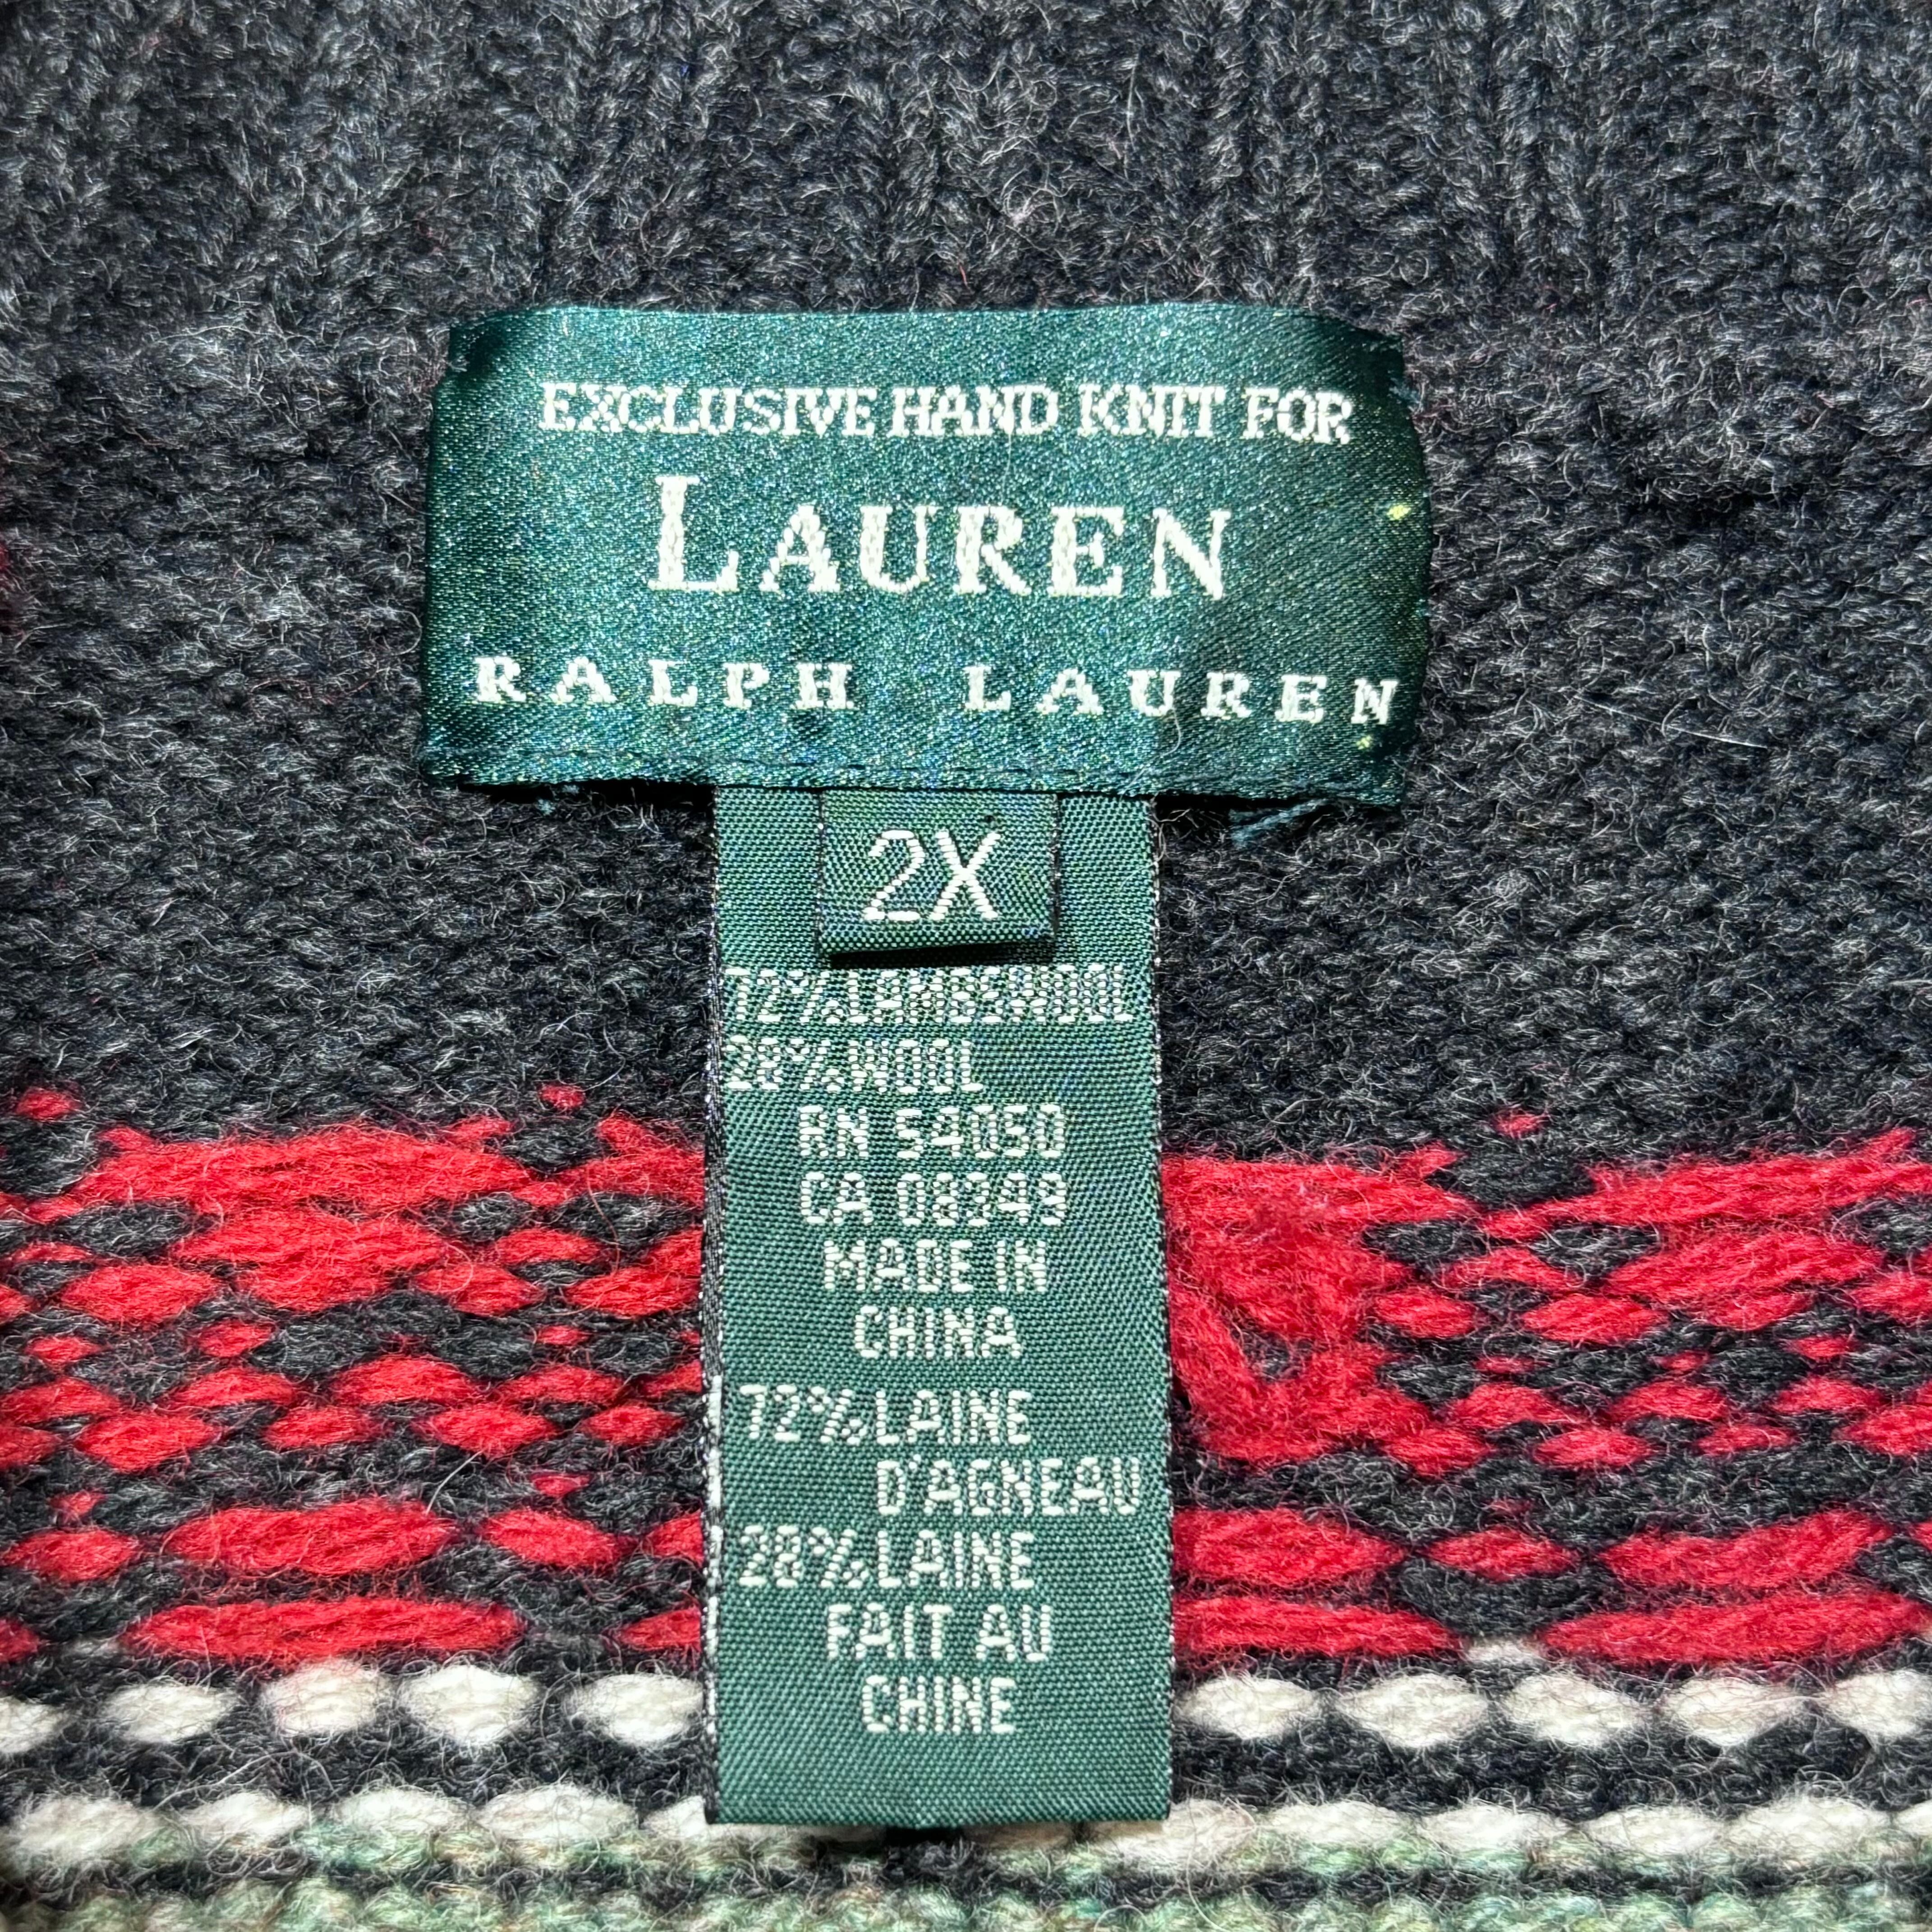 EXCLUSIVE HAND KNIT FOR
LAUREN
RALPH LAUREN
2X
72%LAMBSWOOL
28%WOOL
RN 54050
CA 08349
MADE IN
CHINA
72%LAINE
D'AGNEAU
28%LAINE
FAIT AU
CHINE